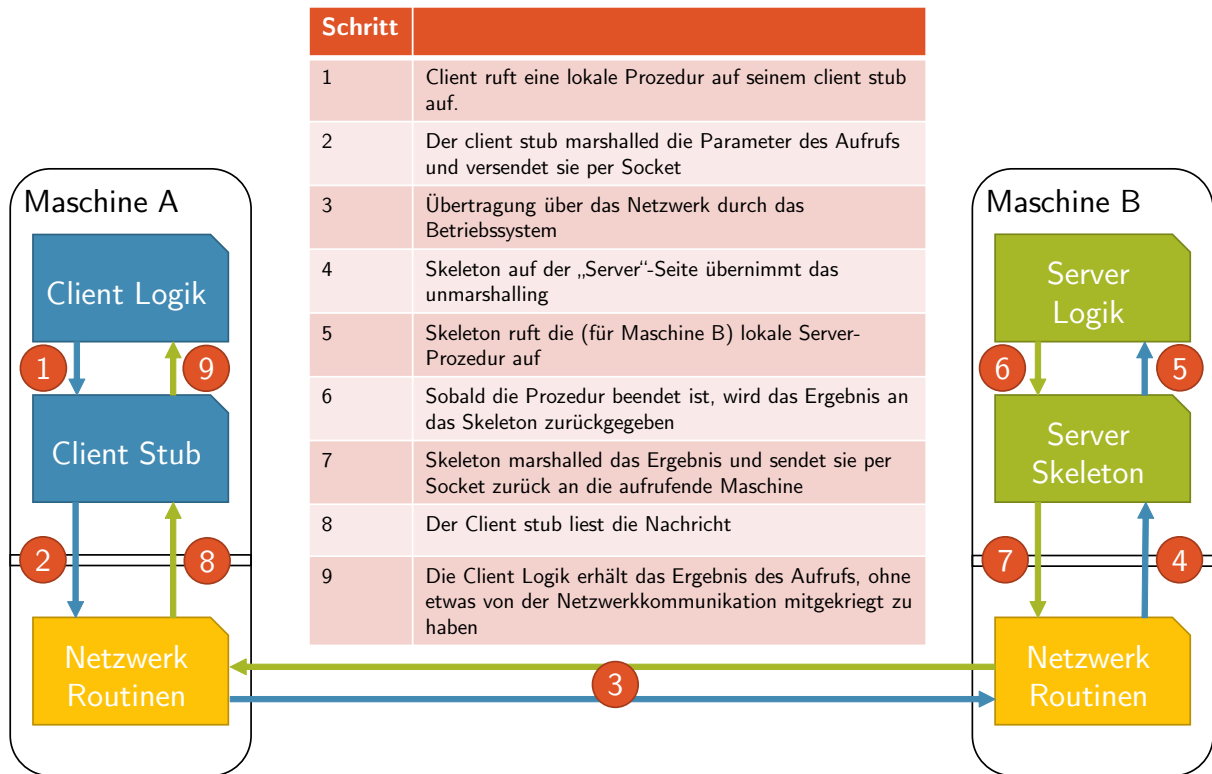 Schritt
1
Client ruft eine lokale Prozedur auf seinem client stub
auf.
2
Der client stub marshalled die Parameter des Aufrufs
und versendet sie per Socket
3
Übertragung über das Netzwerk durch das
Betriebssystem
4
Skeleton auf der „Server“-Seite übernimmt das
unmarshalling
5
Skeleton ruft die (für Maschine B) lokale Server-
Prozedur auf
6
Sobald die Prozedur beendet ist, wird das Ergebnis an
das Skeleton zurückgegeben
7
Skeleton marshalled das Ergebnis und sendet sie per
Socket zurück an die aufrufende Maschine
8
Der Client stub liest die Nachricht
9
Die Client Logik erhält das Ergebnis des Aufrufs, ohne
etwas von der Netzwerkkommunikation mitgekriegt zu
haben
Maschine A
Client Logik
1
9
Client Stub
2
8
Netzwerk
Routinen
3
Maschine B
Server
Logik
6
5
Server
Skeleton
7
4
Netzwerk
Routinen